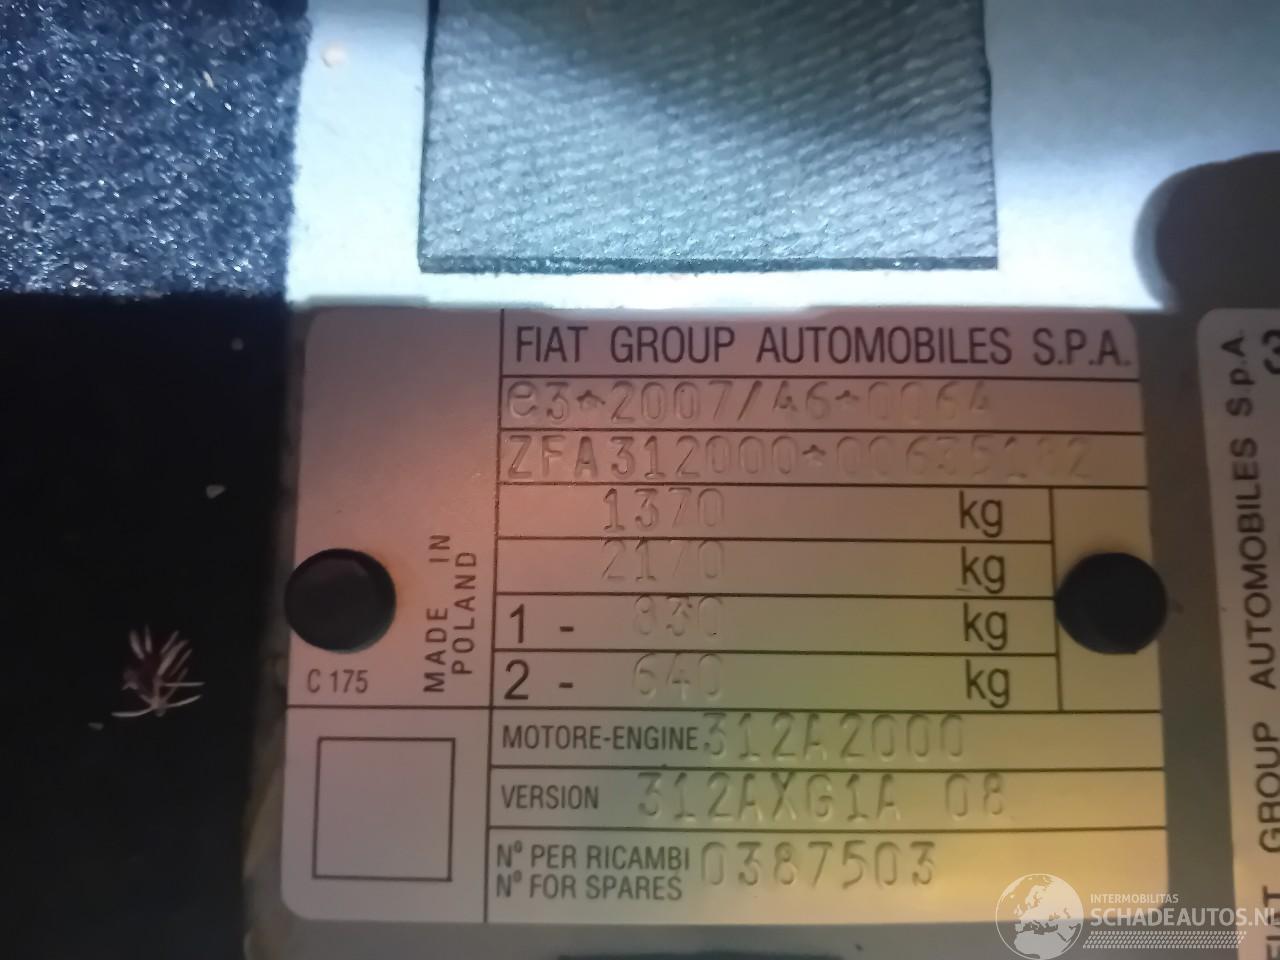 FIAT GROUP AUTOMOBILES S.P.A.
e3*2007/46*0064
ZFA312000*00635182
1370 kg
2170 kg
1 - 830 kg
2 - 640 kg
MADE IN
POLAND
C 175
MOTORE-ENGINE 312A2000
VERSION 312AXG1A 08
N° PER RICAMBI 0387503
N° FOR SPARES
FIAT GROUP AUTOMOBILES S.p.A.
INTERMOBILITAS
SCHADEAUTOS.NL